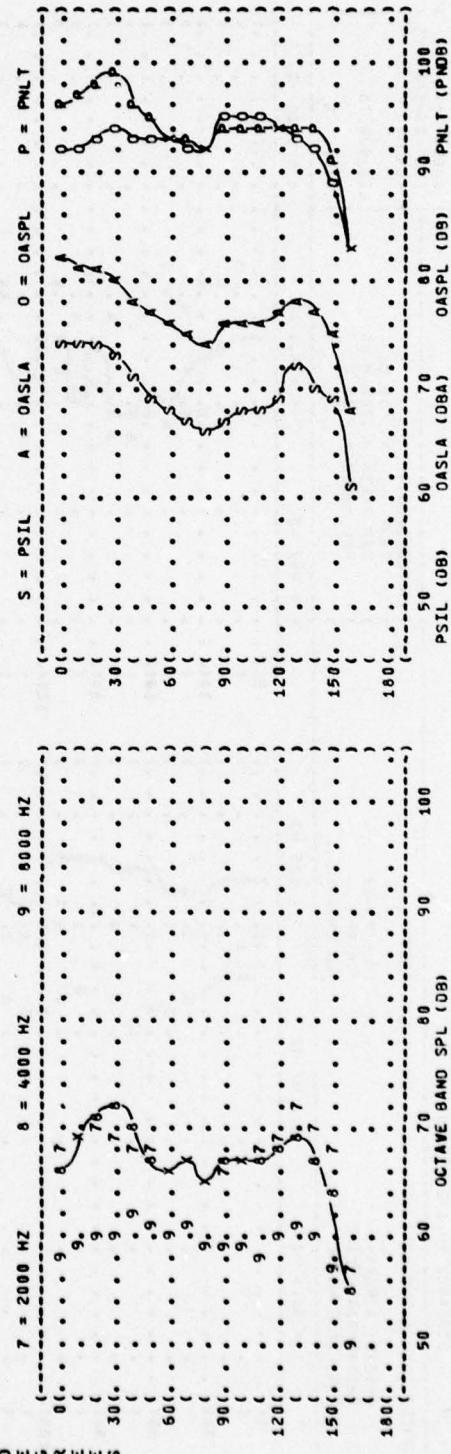 7 = 2000 HZ 8 = 4000 HZ 9 = 8000 HZ
0
30
60
90
120
150
180
50 60 70 80 90 100
OCTAVE BAND SPL (DB)
S = PSIL A = OASLA O = OASPL P = PNLT
0
30
60
90
120
150
180
50 60 70 80 90 100
PSIL (DB) OASLA (DBA) OASPL (DB) PNLT (PNDB)